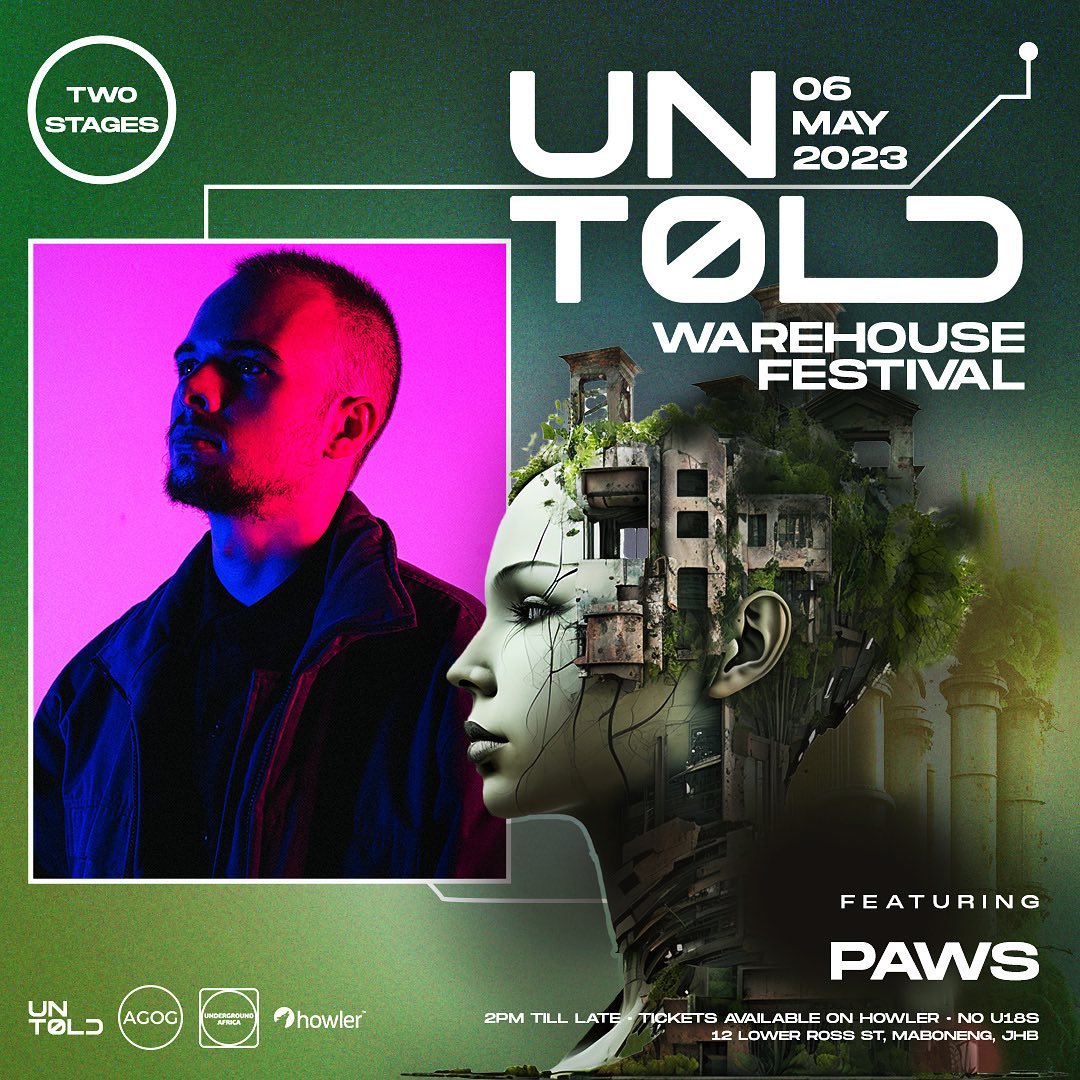 TWO
STAGES
UN
TØLD
06
MAY
2023
WAREHOUSE
FESTIVAL
FEATURING
PAWS
UN
TØLD
AGOG
UNDERGROUND
AFRICA
howler
2PM TILL LATE • TICKETS AVAILABLE ON HOWLER • NO U18S
12 LOWER ROSS ST, MABONENG, JHB